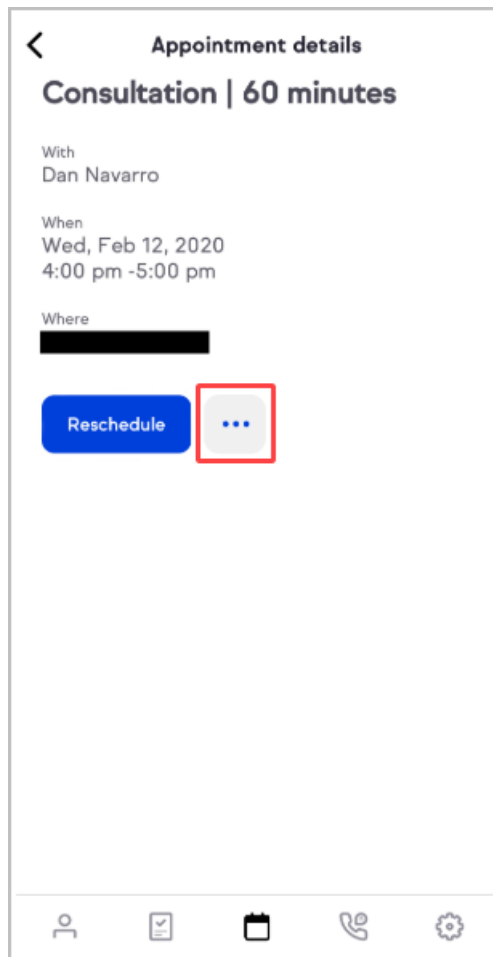 Appointment details
Consultation | 60 minutes
With
Dan Navarro
When
Wed, Feb 12, 2020
4:00 pm -5:00 pm
Where
Reschedule